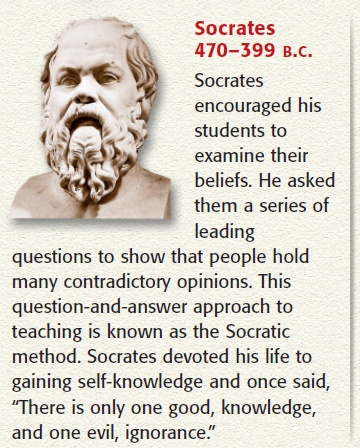 Socrates
470–399 B.C.
Socrates
encouraged his
students to
examine their
beliefs. He asked
them a series of
leading
questions to show that people hold
many contradictory opinions. This
question-and-answer approach to
teaching is known as the Socratic
method. Socrates devoted his life to
gaining self-knowledge and once said,
“There is only one good, knowledge,
and one evil, ignorance.”